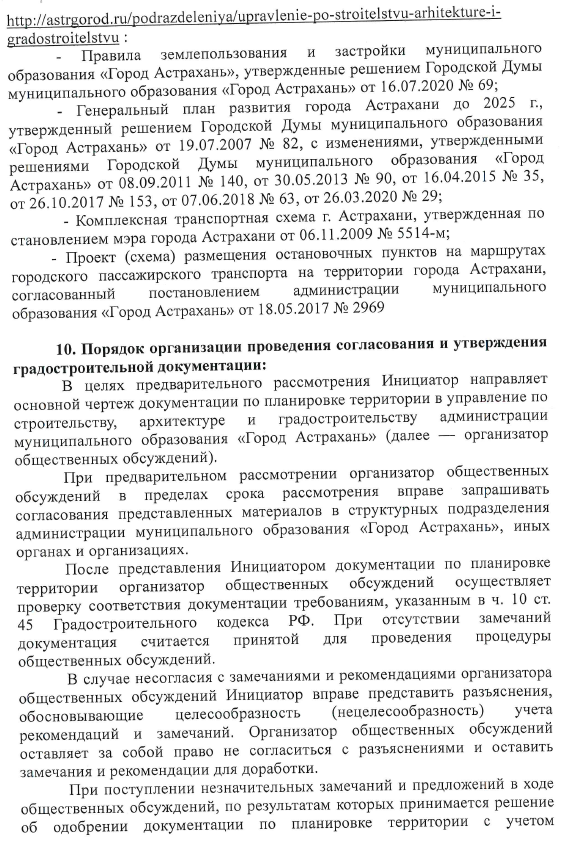 http://astrgorod.ru/podrazdeleniya/upravlenie-po-stroitelstvu-arhitekture-i-
gradostroitelstvu :
- Правила землепользования и застройки муниципального
образования «Город Астрахань», утвержденные решением Городской Думы
муниципального образования «Город Астрахань» от 16.07.2020 № 69;
- Генеральный план развития города Астрахани до 2025 г.,
утвержденный решением Городской Думы муниципального образования
«Город Астрахань» от 19.07.2007 № 82, с изменениями, утвержденными
решениями Городской Думы муниципального образования «Город
Астрахань» от 08.09.2011 № 140, от 30.05.2013 № 90, от 16.04.2015 № 35,
от 26.10.2017 № 153, от 07.06.2018 № 63, от 26.03.2020 № 29;
- Комплексная транспортная схема г. Астрахани, утвержденная по
становлением мэра города Астрахани от 06.11.2009 № 5514-м;
- Проект (схема) размещения остановочных пунктов на маршрутах
городского пассажирского транспорта на территории города Астрахани,
согласованный постановлением администрации муниципального
образования «Город Астрахань» от 18.05.2017 № 2969
10. Порядок организации проведения согласования и утверждения
градостроительной документации:
В целях предварительного рассмотрения Инициатор направляет
основной чертеж документации по планировке территории в управление по
строительству, архитектуре и градостроительству администрации
муниципального образования «Город Астрахань» (далее — организатор
общественных обсуждений).
При предварительном рассмотрении организатор общественных
обсуждений в пределах срока рассмотрения вправе запрашивать
согласования представленных материалов в структурных подразделения
администрации муниципального образования «Город Астрахань», иных
органах и организациях.
После представления Инициатором документации по планировке
территории организатор общественных обсуждений осуществляет
проверку соответствия документации требованиям, указанным в ч. 10 ст.
45 Градостроительного кодекса РФ. При отсутствии замечаний
документация считается принятой для проведения процедуры
общественных обсуждений.
В случае несогласия с замечаниями и рекомендациями организатора
общественных обсуждений Инициатор вправе представить разъяснения,
обосновывающие целесообразность (нецелесообразность) учета
рекомендаций и замечаний. Организатор общественных обсуждений
оставляет за собой право не согласиться с разъяснениями и оставить
замечания и рекомендации для доработки.
При поступлении незначительных замечаний и предложений в ходе
общественных обсуждений, по результатам которых принимается решение
об одобрении документации по планировке территории с учетом